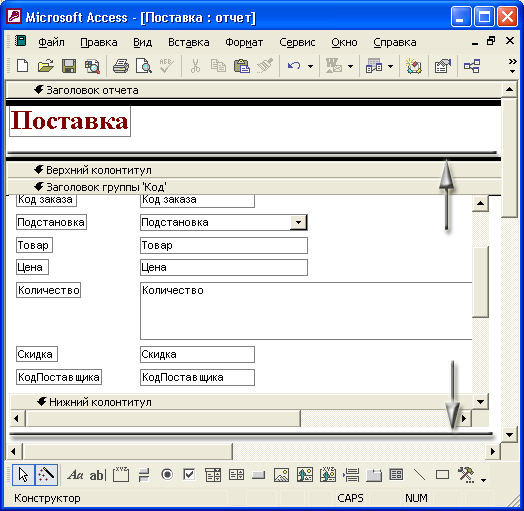 Microsoft Access - [Поставка : отчет]
Файл Правка Вид Вставка Формат Сервис Окно Справка
Заголовок отчета
Поставка
Верхний колонтитул
Заголовок группы 'Код'
Код заказа Код заказа
Подстановка Подстановка
Товар Товар
Цена Цена
Количество Количество
Скидка Скидка
КодПоставщика КодПоставщика
Нижний колонтитул
Aa ab|
Конструктор CAPS NUM